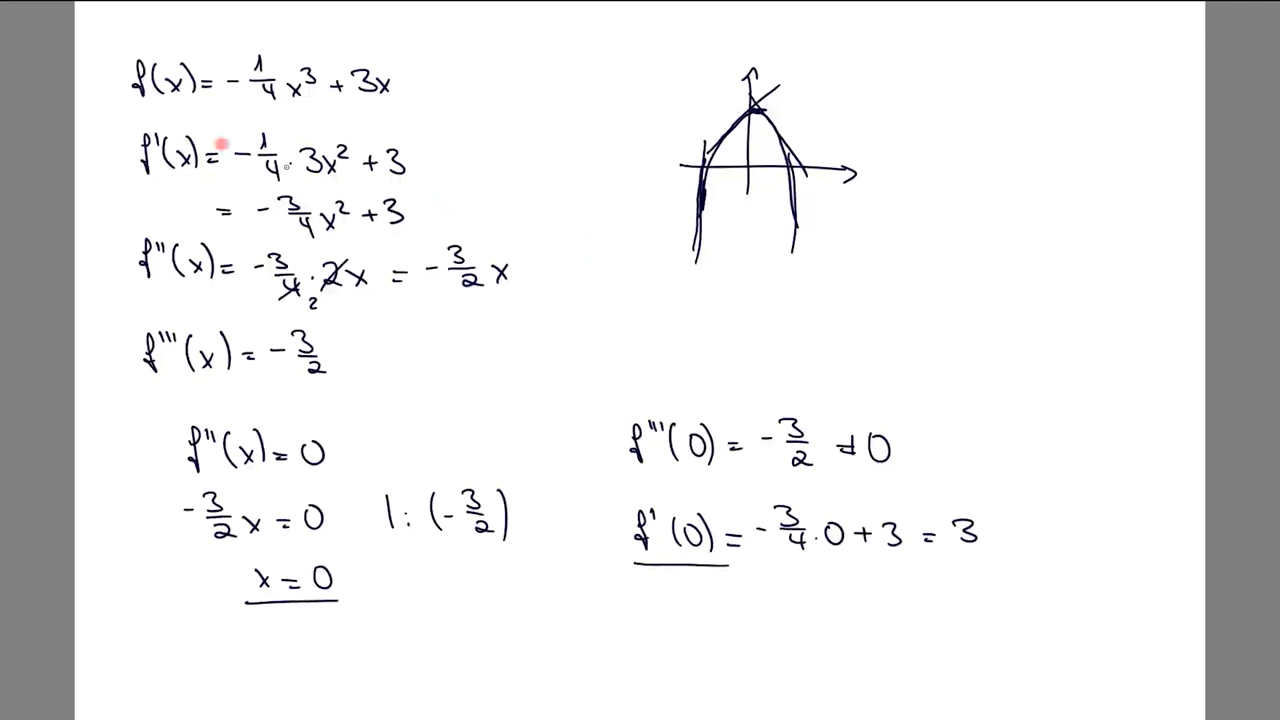 f(x) = - 1/4 x³ + 3x
f'(x) = - 1/4 · 3x² + 3
= - 3/4 x² + 3
f''(x) = - 3/4 · 2x = - 3/2 x
2
f'''(x) = - 3/2
f''(x) = 0
- 3/2 x = 0 | : (- 3/2)
x = 0
f'''(0) = - 3/2 ≠ 0
f'(0) = - 3/4 · 0 + 3 = 3